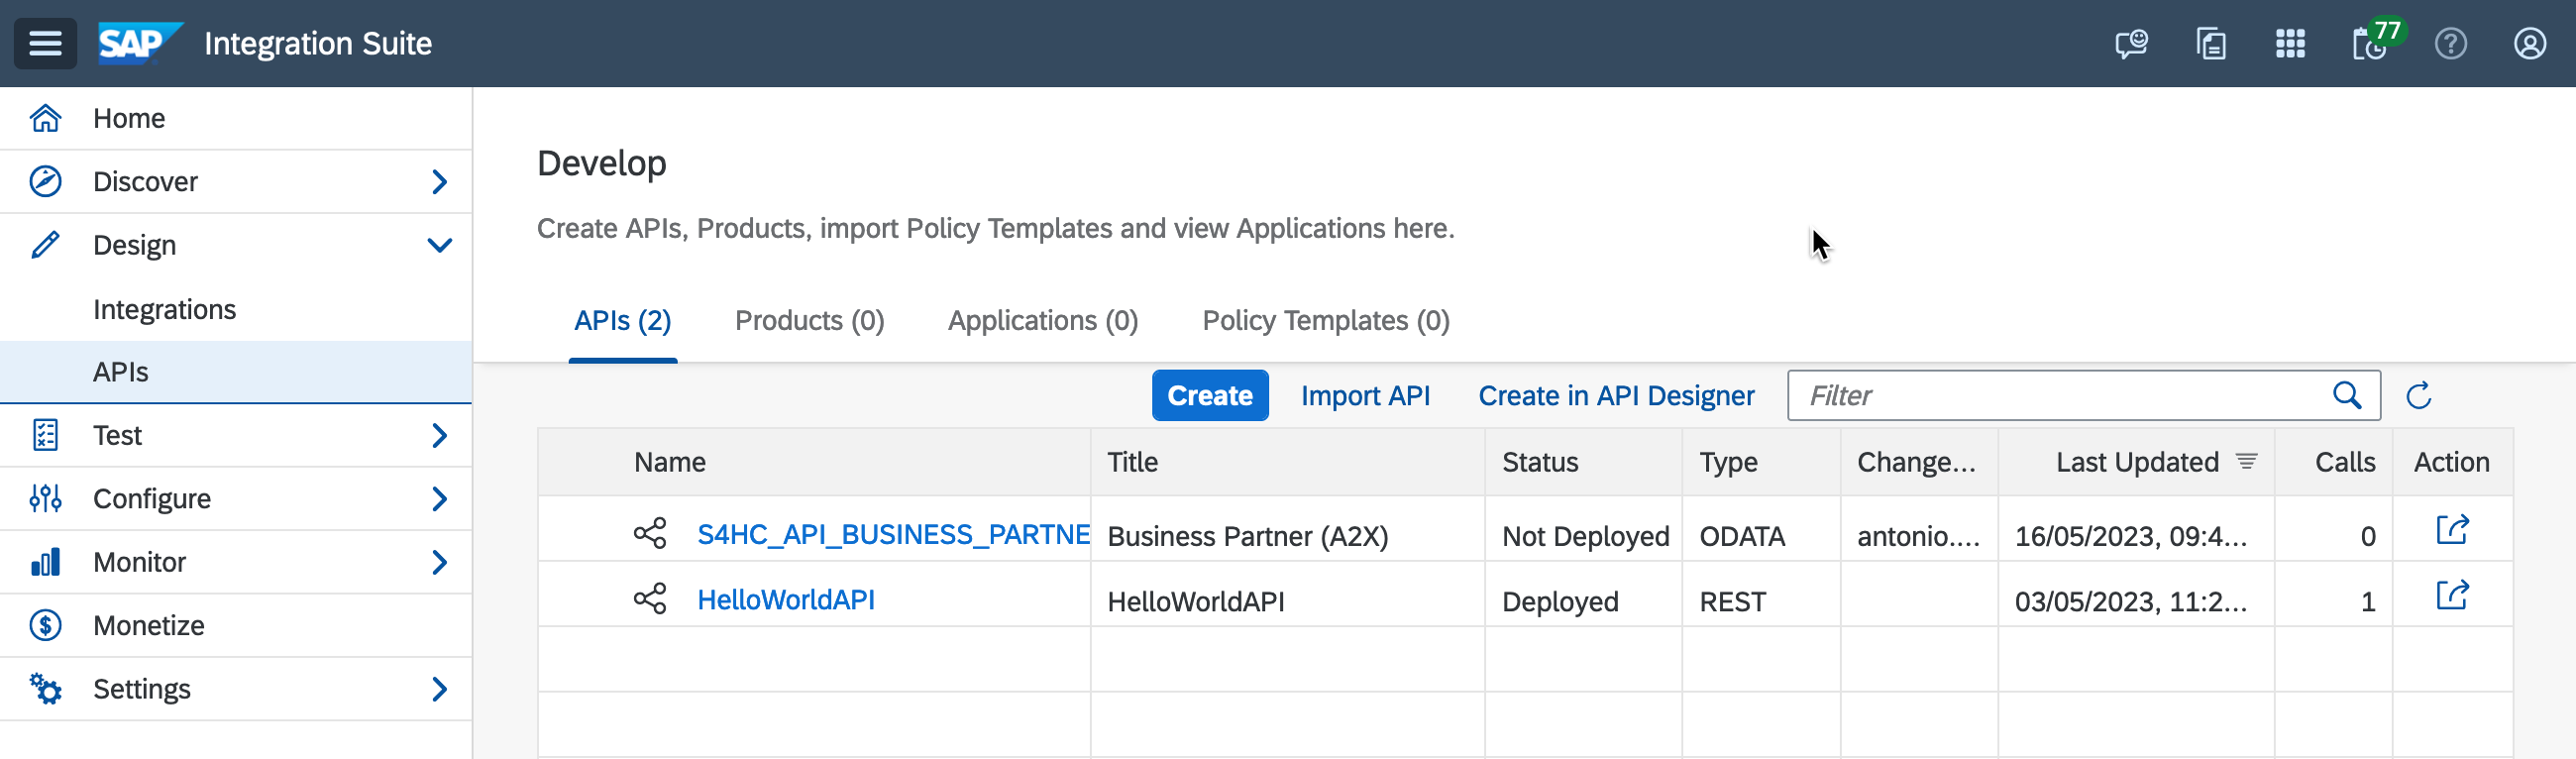 SAP Integration Suite 77
Home
Discover
Design
Integrations
APIs
Test
Configure
Monitor
Monetize
Settings
Develop
Create APIs, Products, import Policy Templates and view Applications here.
APIs (2) Products (0) Applications (0) Policy Templates (0)
Create Import API Create in API Designer Filter
Name Title Status Type Change... Last Updated Calls Action
S4HC_API_BUSINESS_PARTNE Business Partner (A2X) Not Deployed ODATA antonio.... 16/05/2023, 09:4... 0
HelloWorldAPI HelloWorldAPI Deployed REST 03/05/2023, 11:2... 1